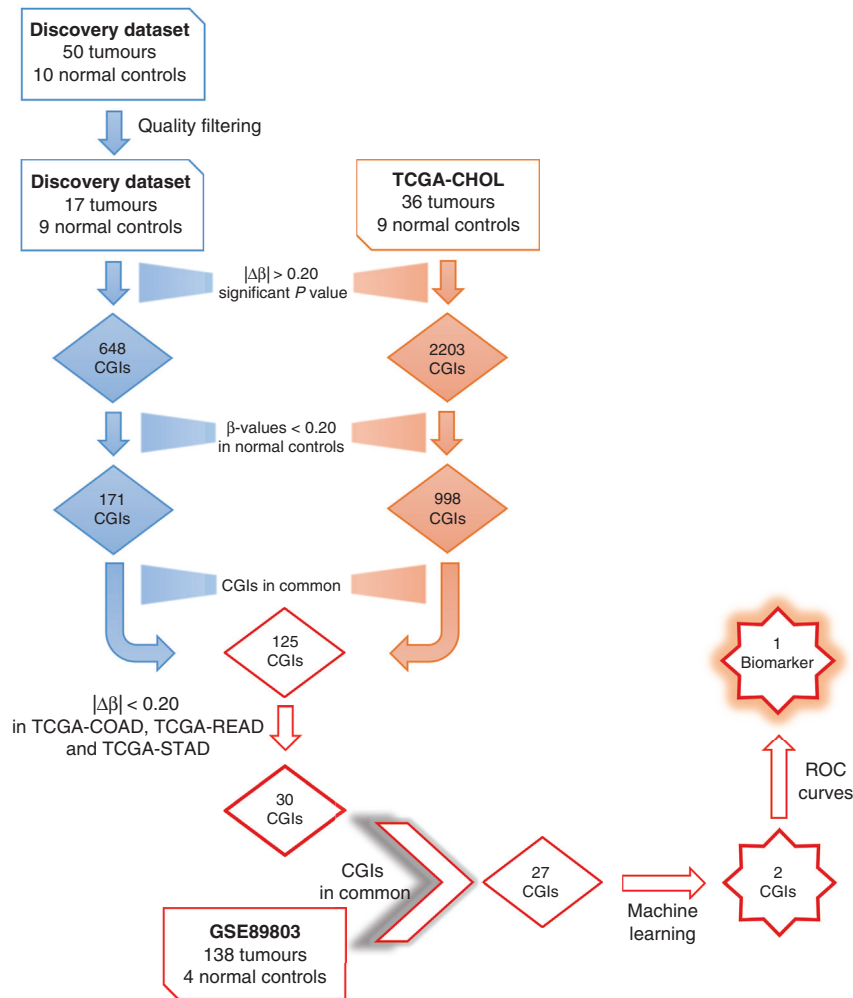 Discovery dataset
50 tumours
10 normal controls
Quality filtering
Discovery dataset
17 tumours
9 normal controls
TCGA-CHOL
36 tumours
9 normal controls
|Δβ| > 0.20
significant P value
648
CGIs
2203
CGIs
β-values < 0.20
in normal controls
171
CGIs
998
CGIs
CGIs in common
125
CGIs
|Δβ| < 0.20
in TCGA-COAD, TCGA-READ
and TCGA-STAD
30
CGIs
CGIs
in common
GSE89803
138 tumours
4 normal controls
27
CGIs
Machine
learning
2
CGIs
ROC
curves
1
Biomarker